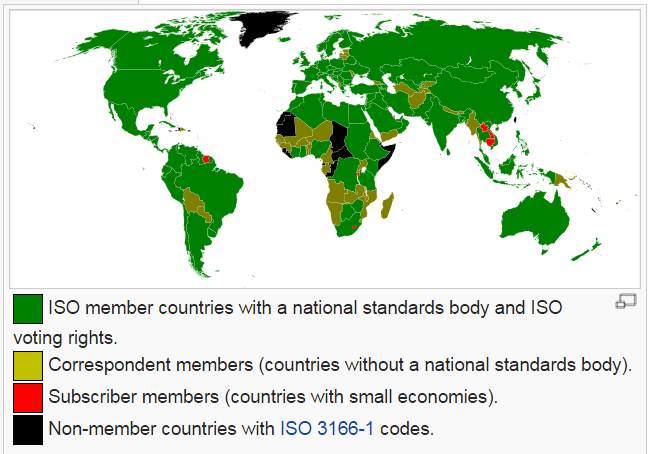 ISO member countries with a national standards body and ISO
voting rights.
Correspondent members (countries without a national standards body).
Subscriber members (countries with small economies).
Non-member countries with ISO 3166-1 codes.